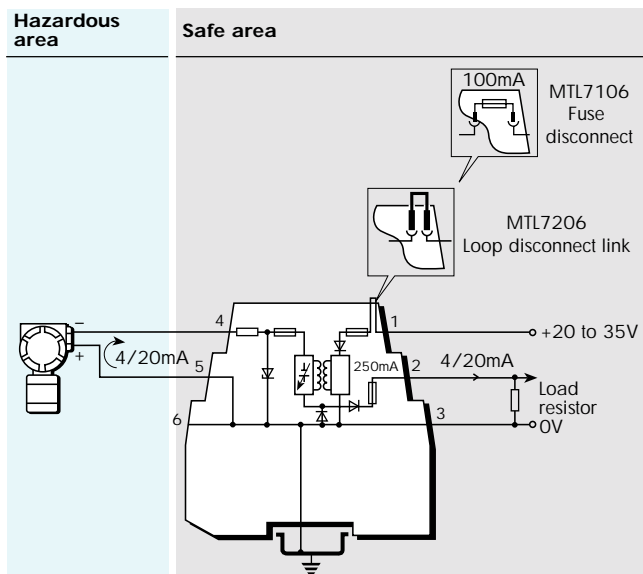 Hazardous
area
Safe area
100mA
MTL7106
Fuse
disconnect
MTL7206
Loop disconnect link
4
1
+20 to 35V
−
+
4/20mA
5
250mA
2
4/20mA
Load
resistor
6
3
0V